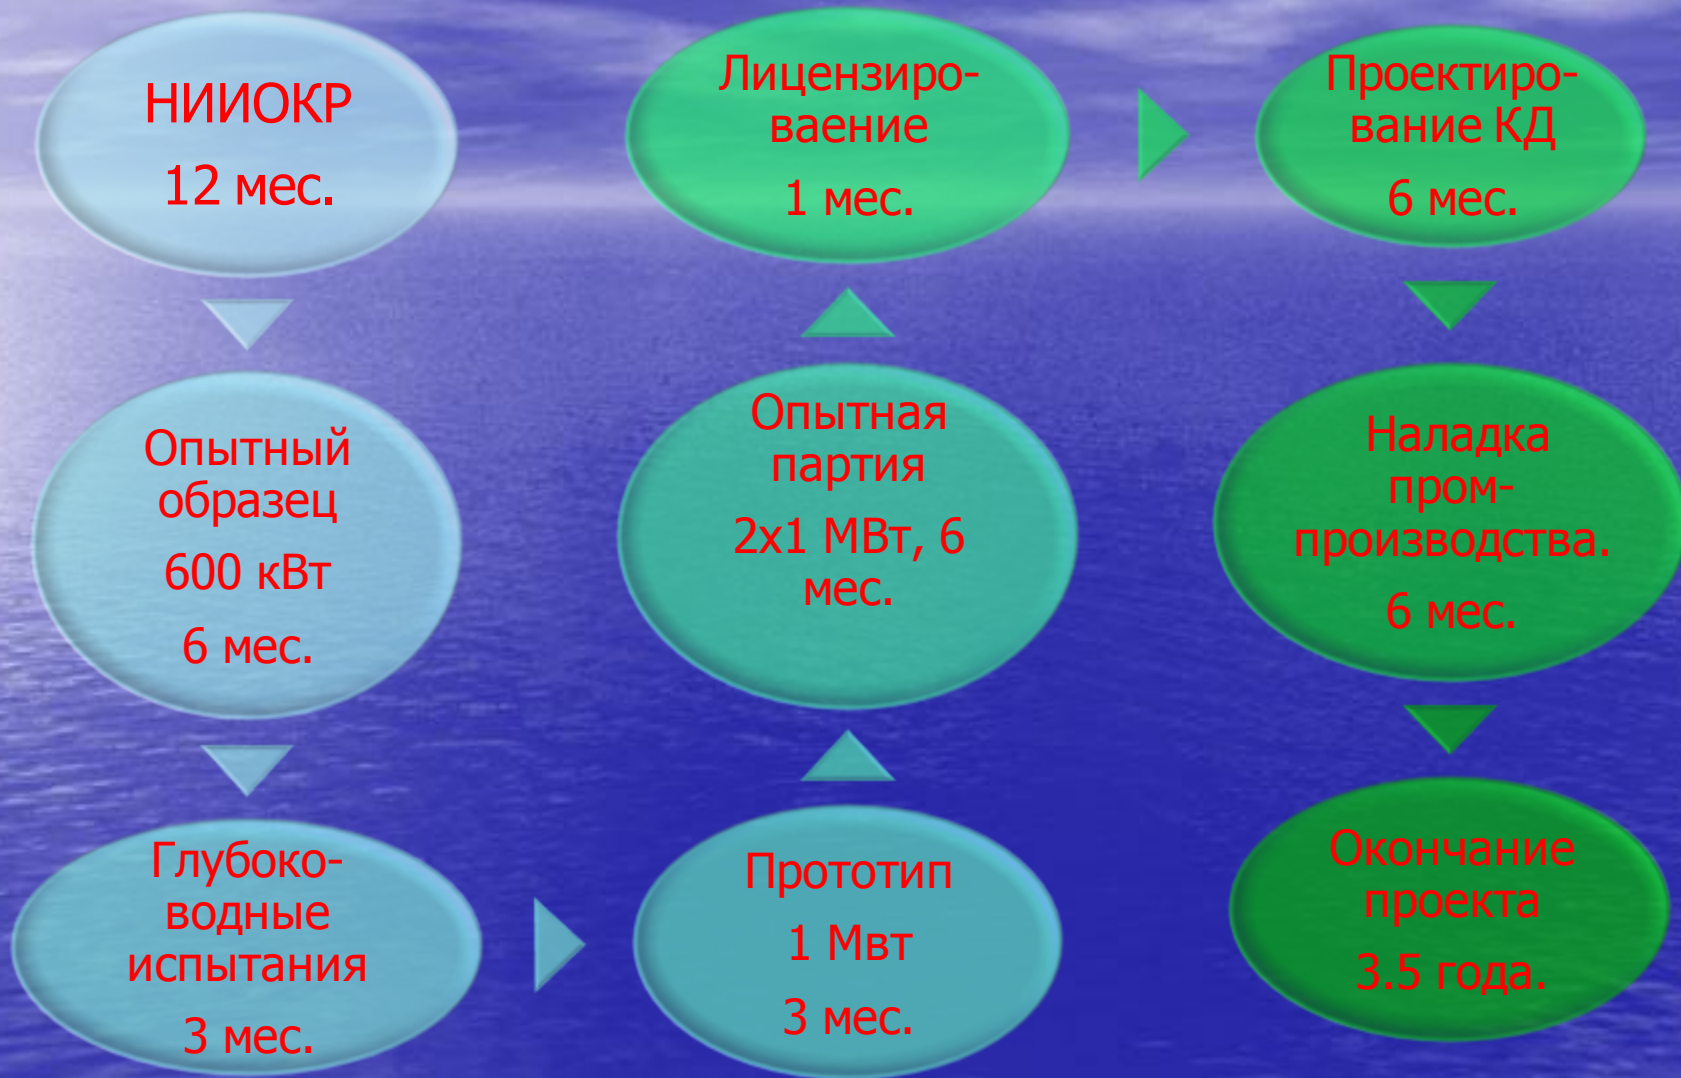 НИИОКР
12 мес.
Опытный
образец
600 кВт
6 мес.
Глубоко-
водные
испытания
3 мес.
Прототип
1 Мвт
3 мес.
Опытная
партия
2х1 МВт, 6
мес.
Лицензиро-
ваение
1 мес.
Проектиро-
вание КД
6 мес.
Наладка
пром-
производства.
6 мес.
Окончание
проекта
3.5 года.